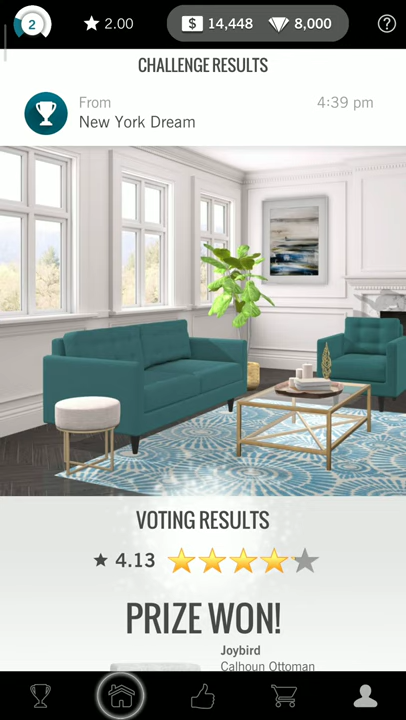 2
2.00
$ 14,448
8,000
?
CHALLENGE RESULTS
From
4:39 pm
New York Dream
VOTING RESULTS
4.13
PRIZE WON!
Joybird
Calhoun Ottoman